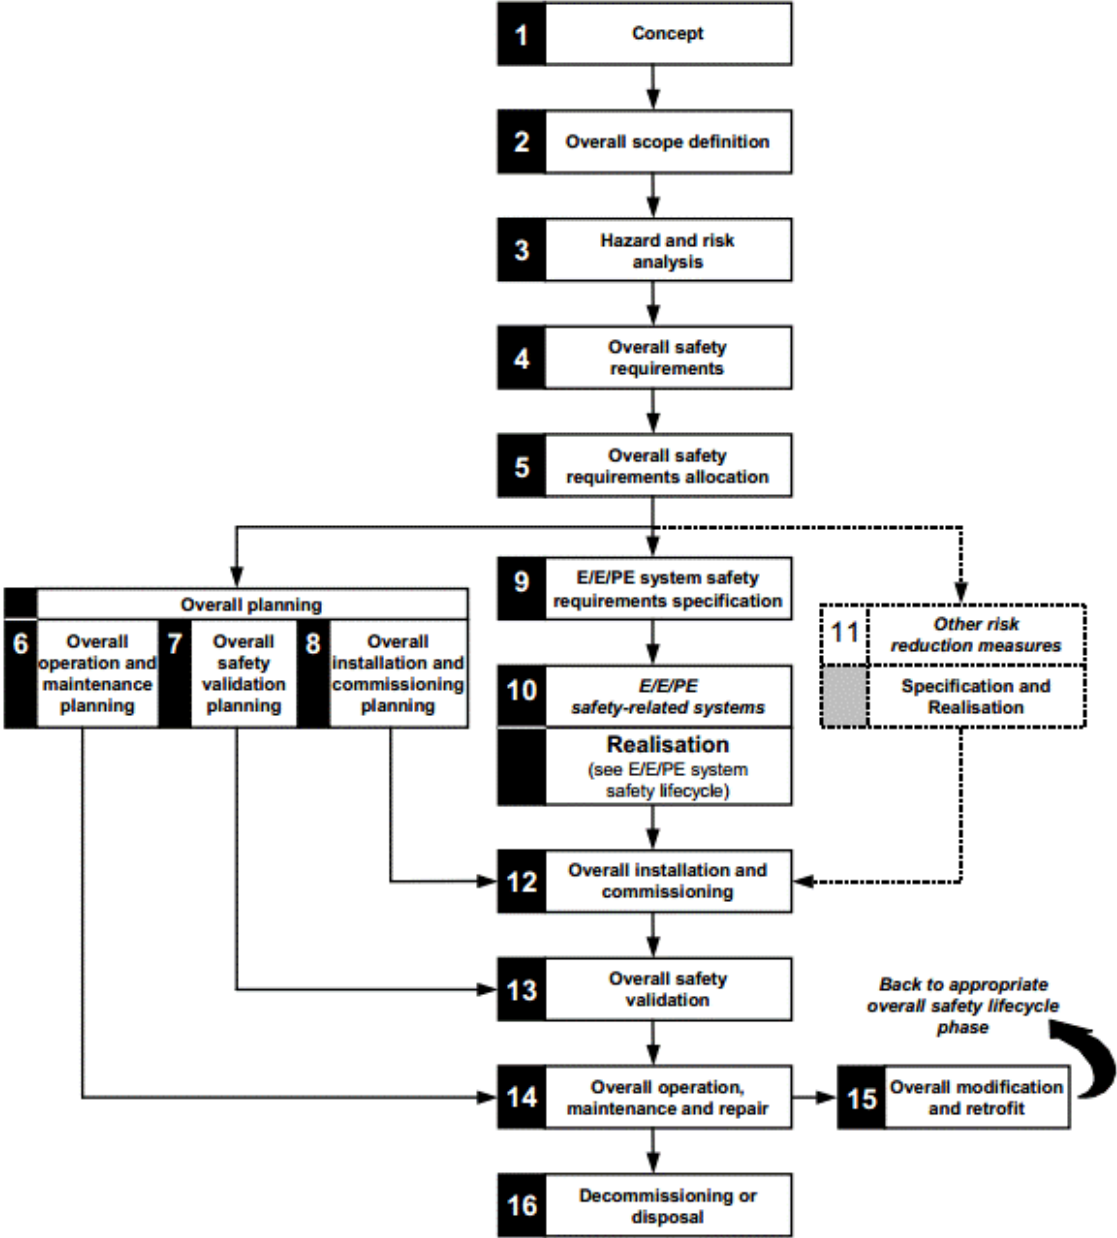 1
Concept
2
Overall scope definition
3
Hazard and risk
analysis
4
Overall safety
requirements
5
Overall safety
requirements allocation
Overall planning
6
Overall
operation and
maintenance
planning
7
Overall
safety
validation
planning
8
Overall
installation and
commissioning
planning
9
E/E/PE system safety
requirements specification
10
E/E/PE
safety-related systems
Realisation
(see E/E/PE system
safety lifecycle)
11
Other risk
reduction measures
Specification and
Realisation
12
Overall installation and
commissioning
13
Overall safety
validation
Back to appropriate
overall safety lifecycle
phase
14
Overall operation,
maintenance and repair
15
Overall modification
and retrofit
16
Decommissioning or
disposal